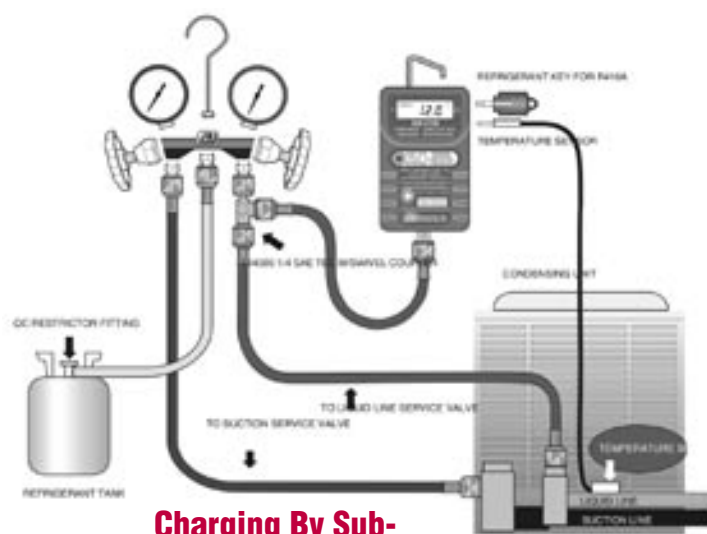 REFRIGERANT KEY FOR R410A
12.0
TEMPERATURE SENSOR
1/4 SAE TEE W/SWIVEL COUPLER
CONDENSING UNIT
QC RESTRICTOR FITTING
TO LIQUID LINE SERVICE VALVE
TO SUCTION SERVICE VALVE
TEMPERATURE S
REFRIGERANT TANK
LIQUID LINE
SUCTION LINE
Charging By Sub-